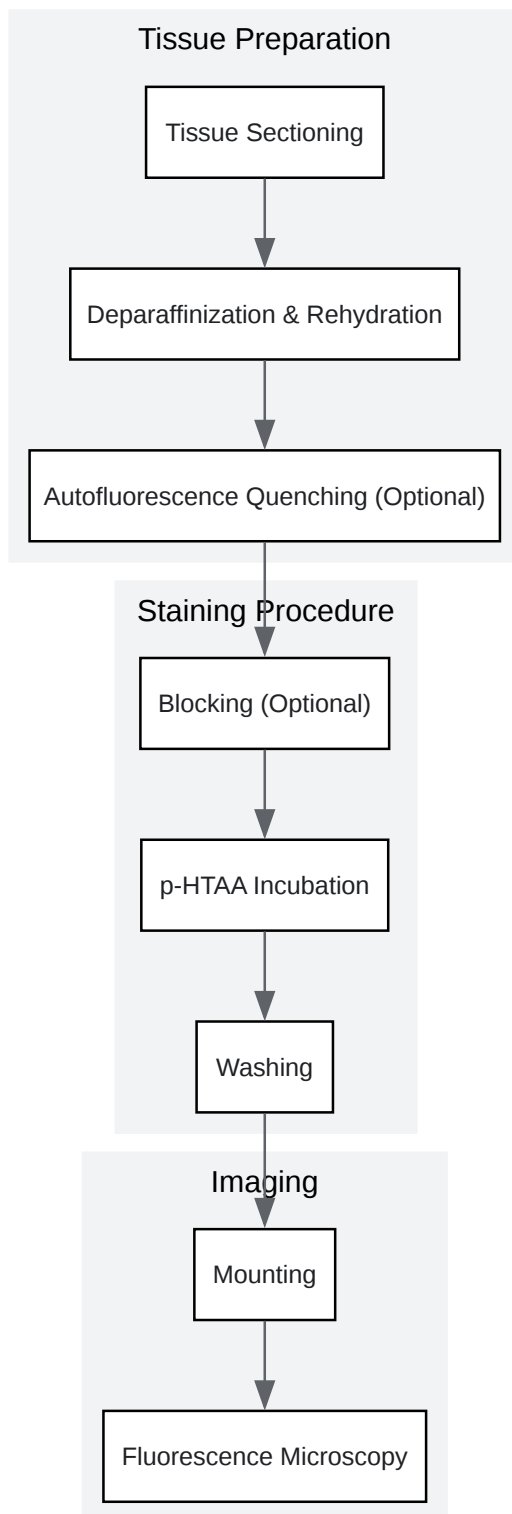 Tissue Preparation
Tissue Sectioning
Deparaffinization & Rehydration
Autofluorescence Quenching (Optional)
Staining Procedure
Blocking (Optional)
p-HTAA Incubation
Washing
Imaging
Mounting
Fluorescence Microscopy